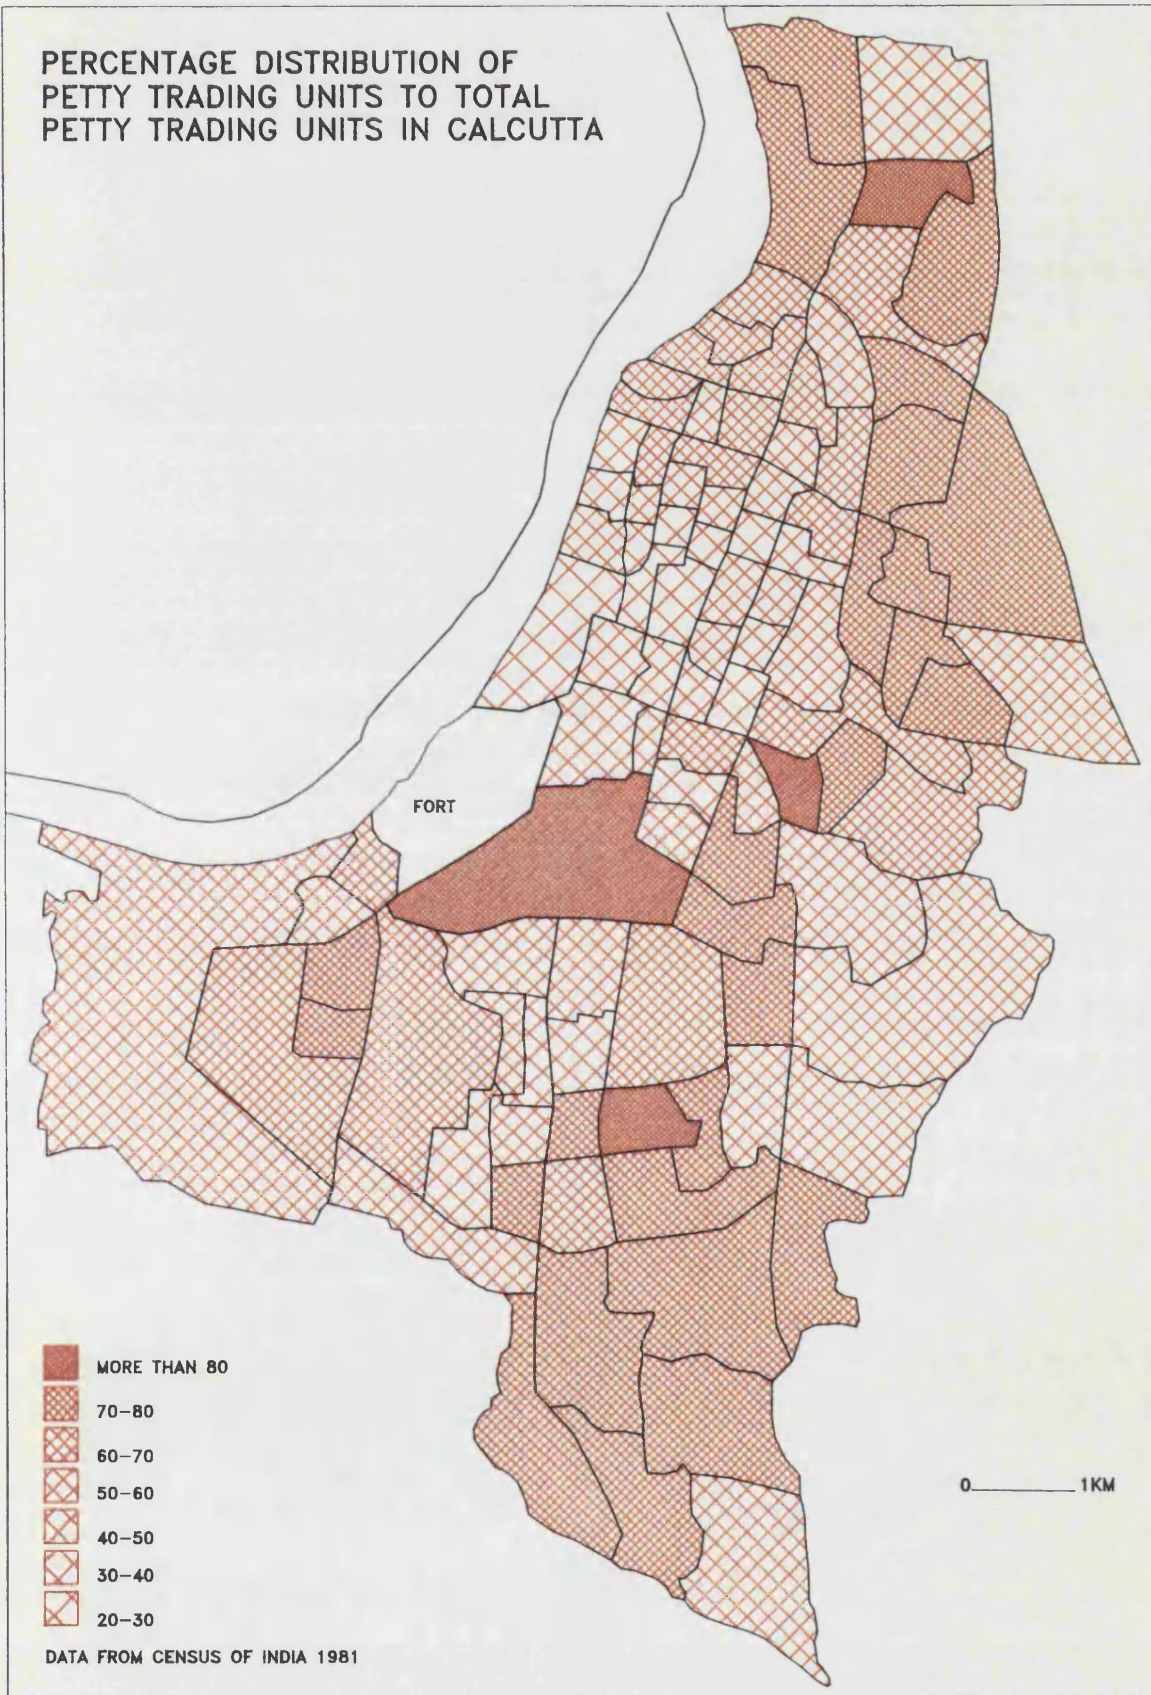 PERCENTAGE DISTRIBUTION OF
PETTY TRADING UNITS TO TOTAL
PETTY TRADING UNITS IN CALCUTTA
FORT
MORE THAN 80
70-80
60-70
50-60
40-50
30-40
20-30
0 1KM
DATA FROM CENSUS OF INDIA 1981